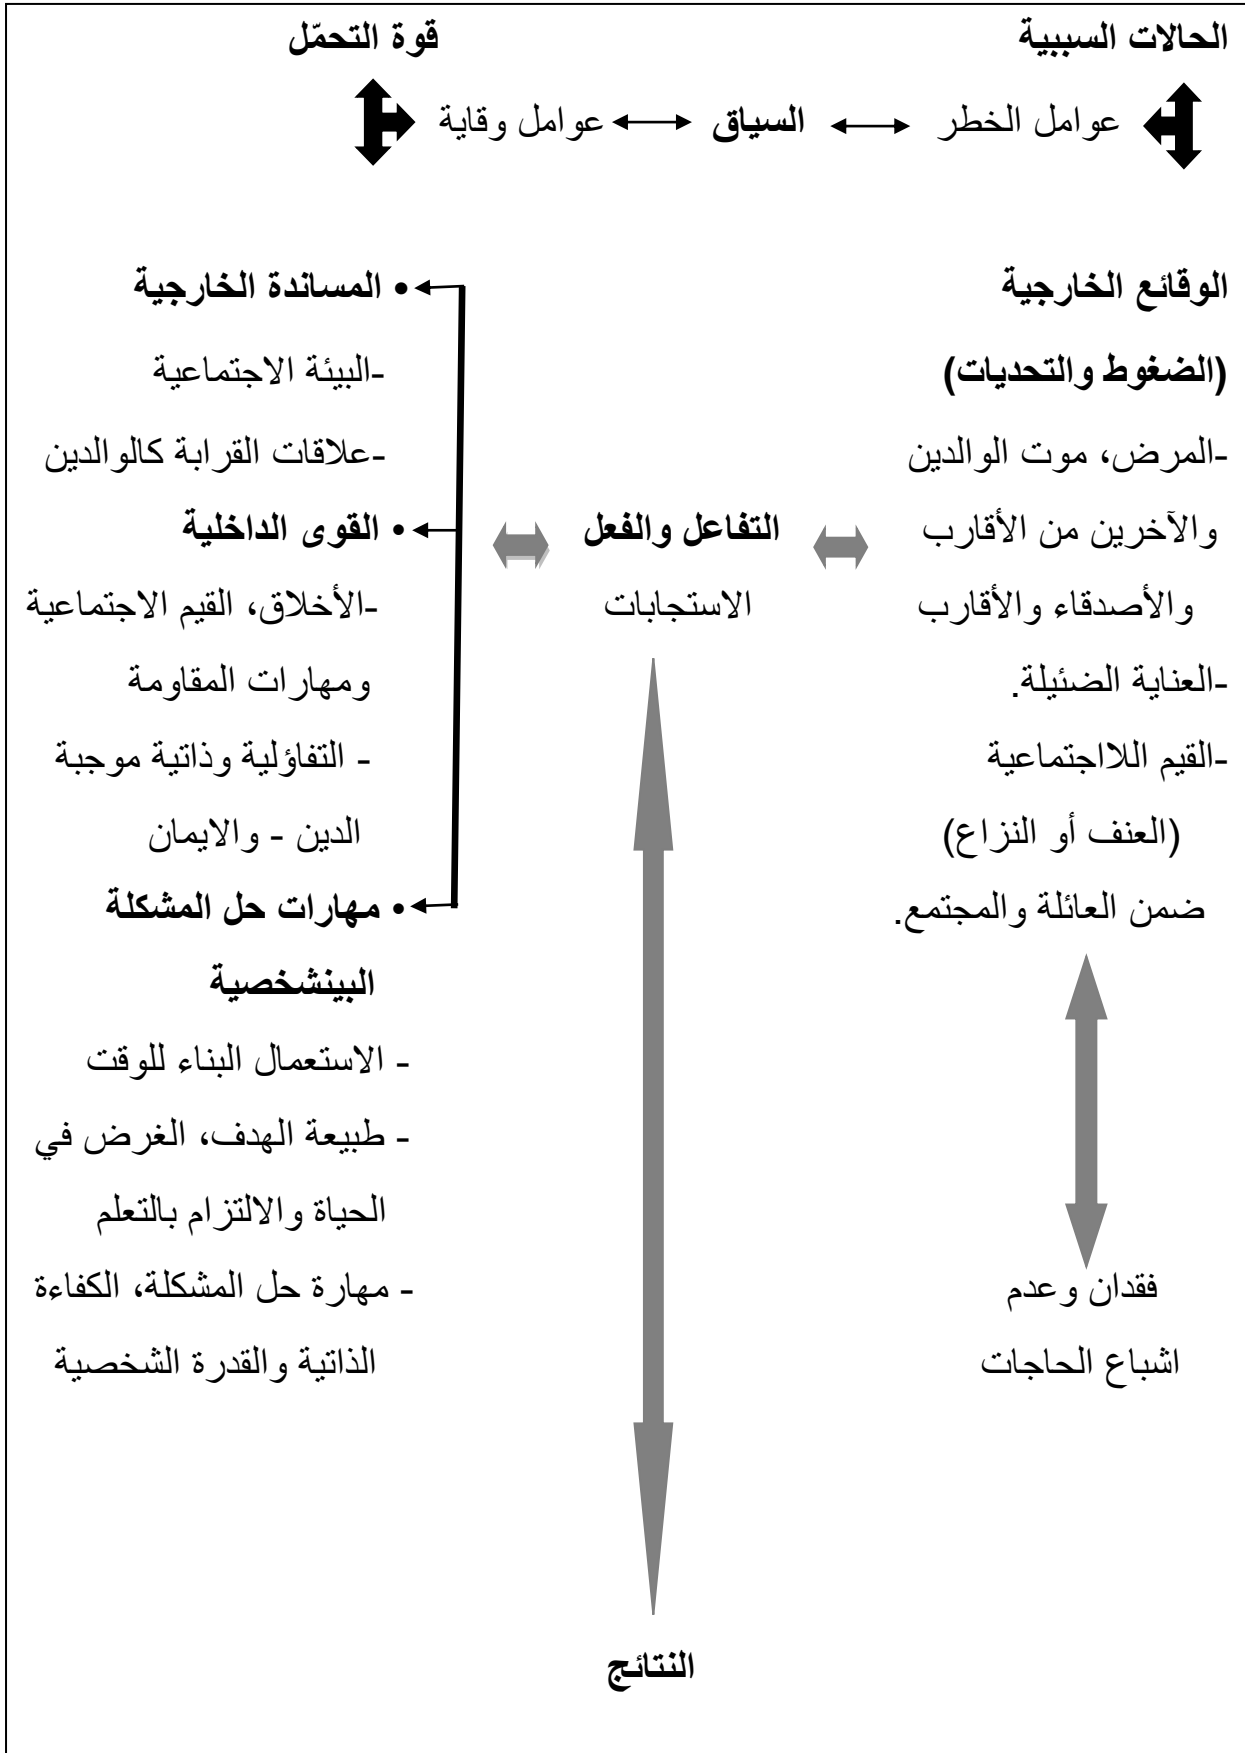 الحالات السببية
قوة التحمّل
عوامل الخطر
السياق
عوامل وقاية
الوقائع الخارجية
(الضغوط والتحديات)
-المرض، موت الوالدين
والآخرين من الأقارب
والأصدقاء والأقارب
-العناية الضئيلة.
-القيم اللااجتماعية
(العنف أو النزاع)
ضمن العائلة والمجتمع.
فقدان وعدم
اشباع الحاجات
التفاعل والفعل
الاستجابات
النتائج
• المساندة الخارجية
-البيئة الاجتماعية
-علاقات القرابة كالوالدين
• القوى الداخلية
-الأخلاق، القيم الاجتماعية
ومهارات المقاومة
- التفاؤلية وذاتية موجبة
الدين - والايمان
• مهارات حل المشكلة
البينشخصية
- الاستعمال البناء للوقت
- طبيعة الهدف، الغرض في
الحياة والالتزام بالتعلم
- مهارة حل المشكلة، الكفاءة
الذاتية والقدرة الشخصية